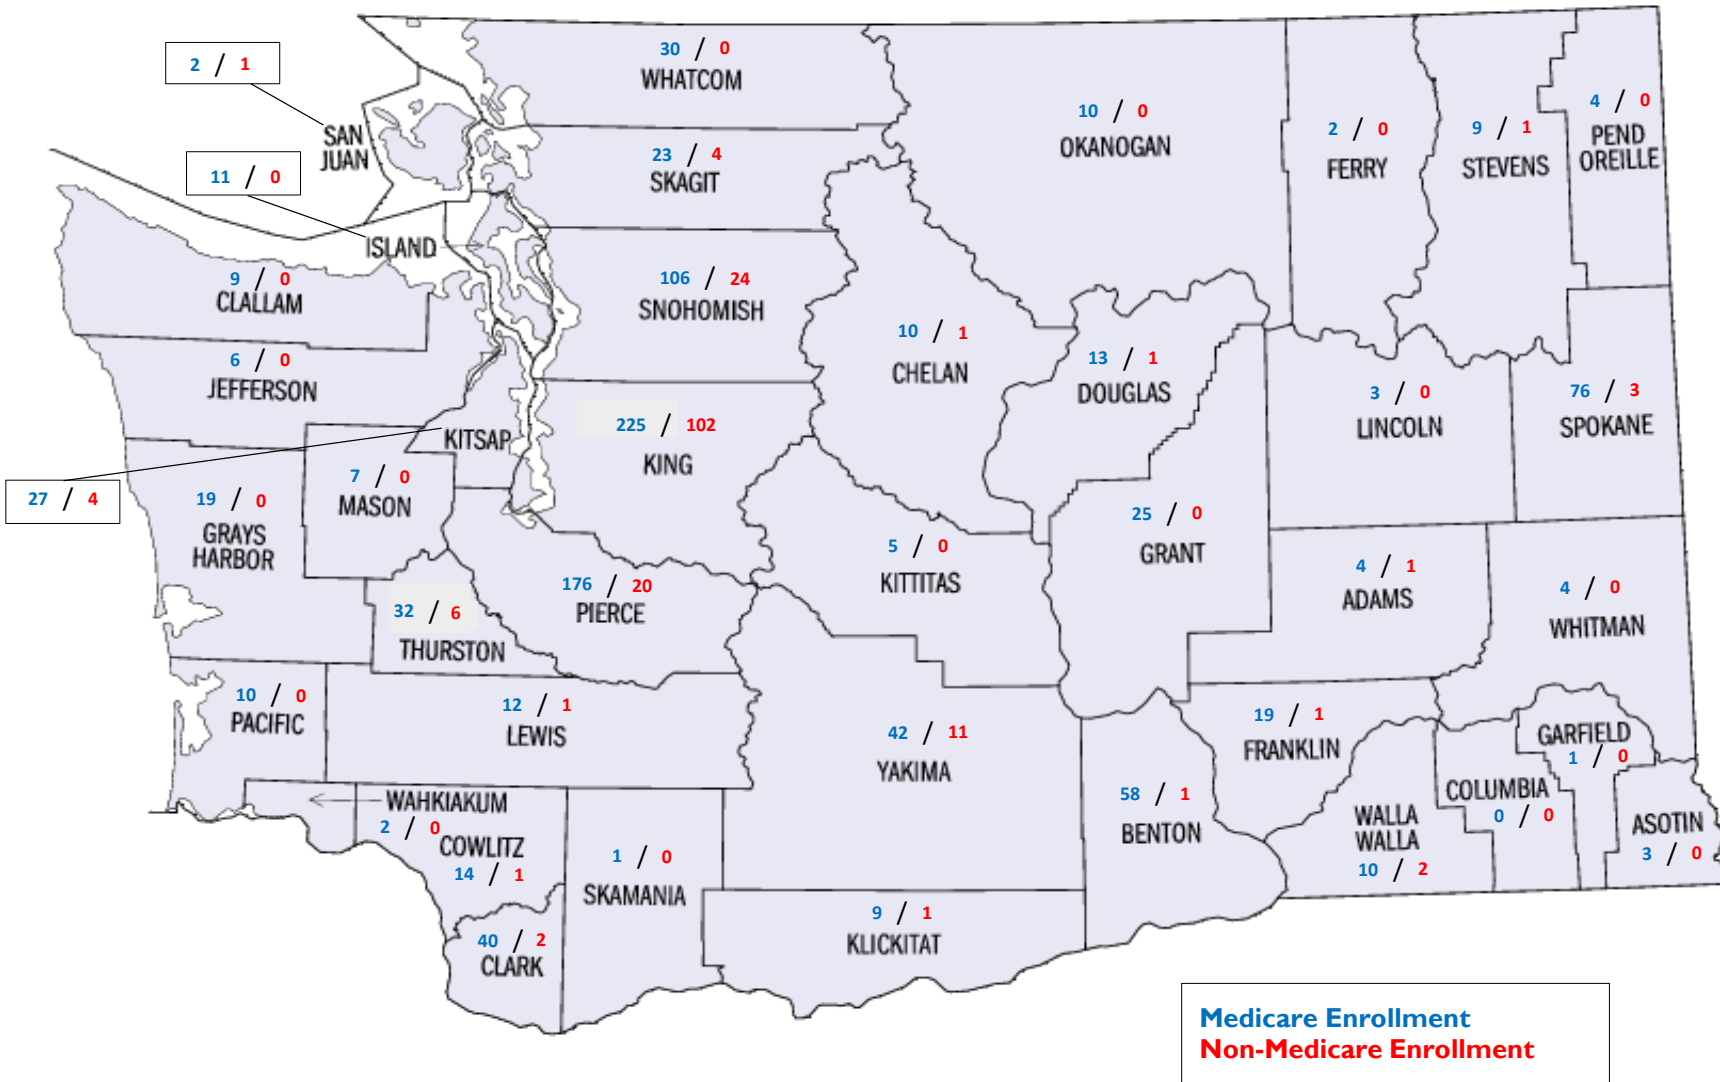 30 / 0
WHATCOM
2 / 1
SAN
JUAN
10 / 0
OKANOGAN
2 / 0
FERRY
9 / 1
STEVENS
4 / 0
PEND
OREILLE
23 / 4
SKAGIT
11 / 0
ISLAND
9 / 0
CLALLAM
106 / 24
SNOHOMISH
10 / 1
CHELAN
13 / 1
DOUGLAS
6 / 0
JEFFERSON
3 / 0
LINCOLN
76 / 3
SPOKANE
225 / 102
KING
KITSAP
27 / 4
7 / 0
MASON
19 / 0
GRAYS
HARBOR
25 / 0
GRANT
5 / 0
KITTITAS
4 / 1
ADAMS
4 / 0
WHITMAN
176 / 20
PIERCE
32 / 6
THURSTON
10 / 0
PACIFIC
12 / 1
LEWIS
42 / 11
YAKIMA
19 / 1
FRANKLIN
GARFIELD
1 / 0
58 / 1
BENTON
COLUMBIA
0 / 0
WALLA
WALLA
10 / 2
ASOTIN
3 / 0
WAHKIAKUM
2 / 0
COWLITZ
14 / 1
1 / 0
SKAMANIA
9 / 1
KLICKITAT
40 / 2
CLARK
Medicare Enrollment
Non-Medicare Enrollment